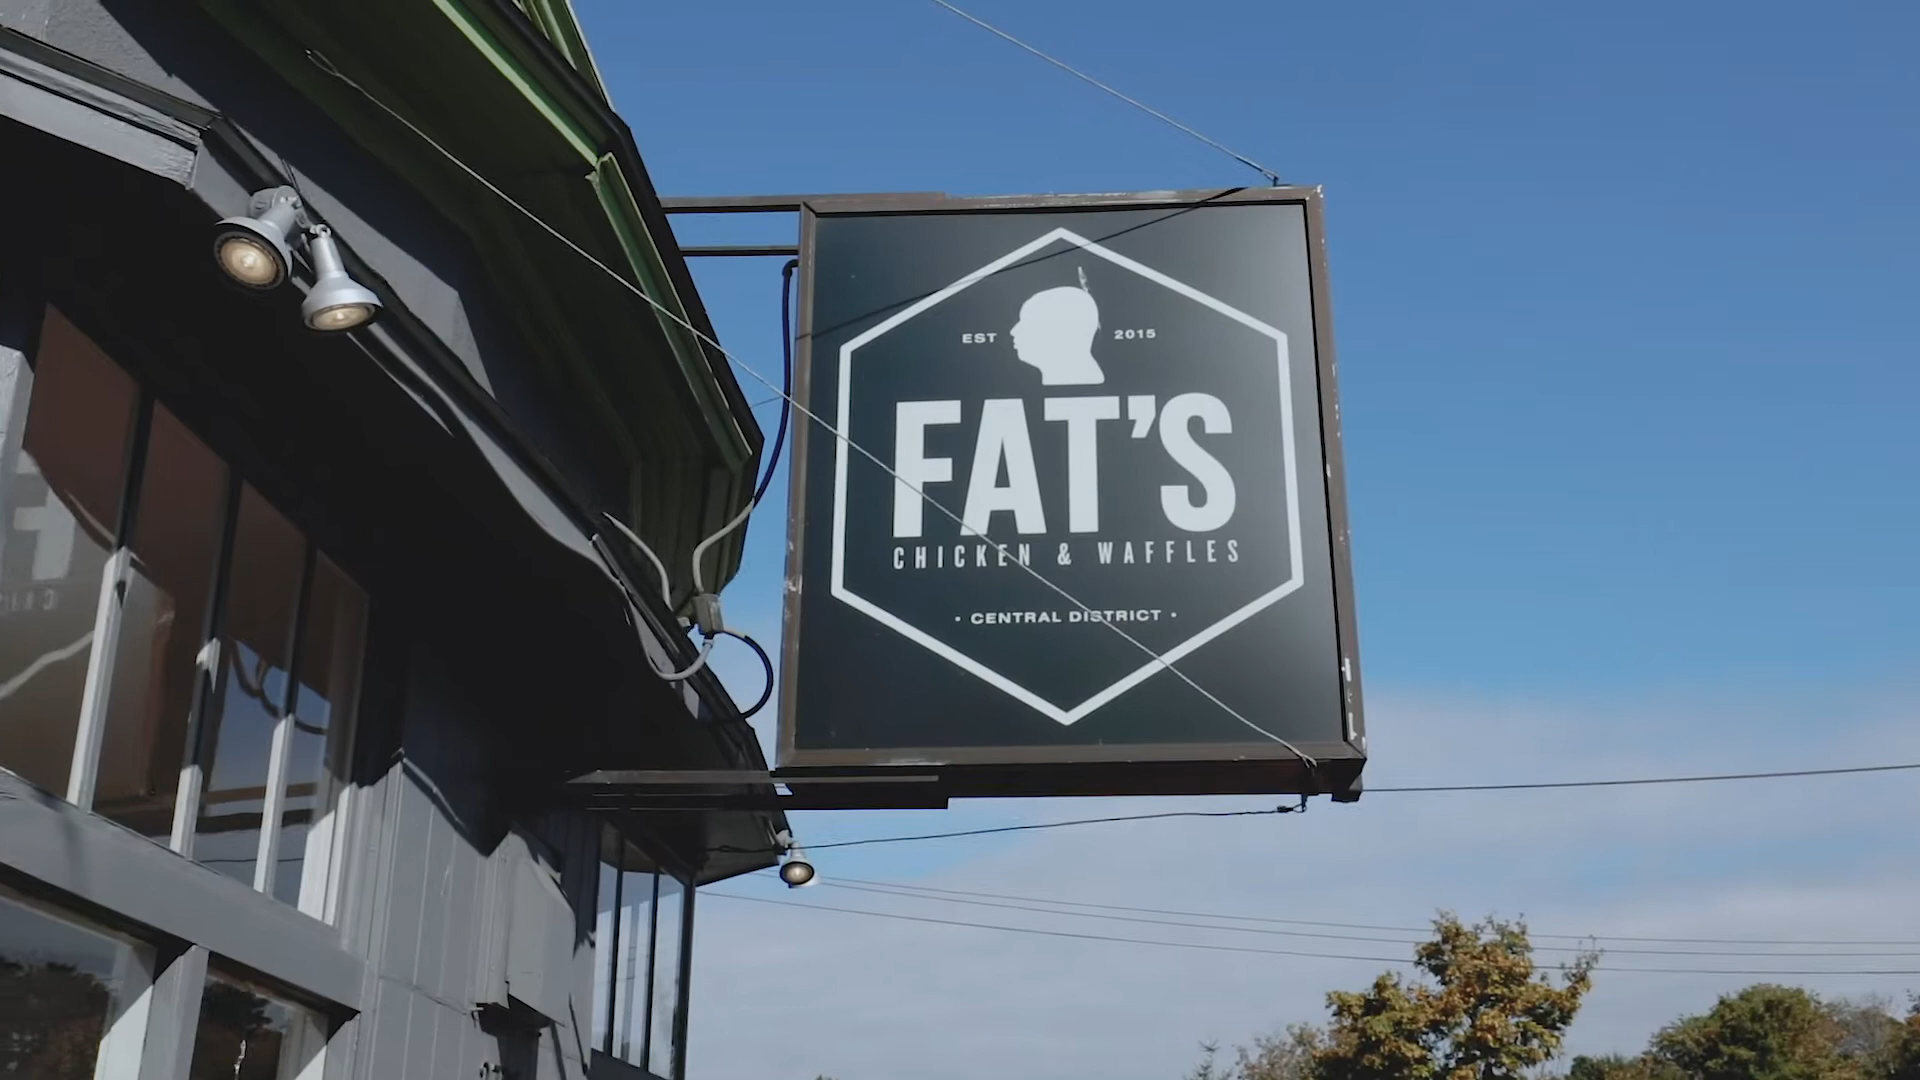 EST 2015
FAT'S
CHICKEN & WAFFLES
• CENTRAL DISTRICT •